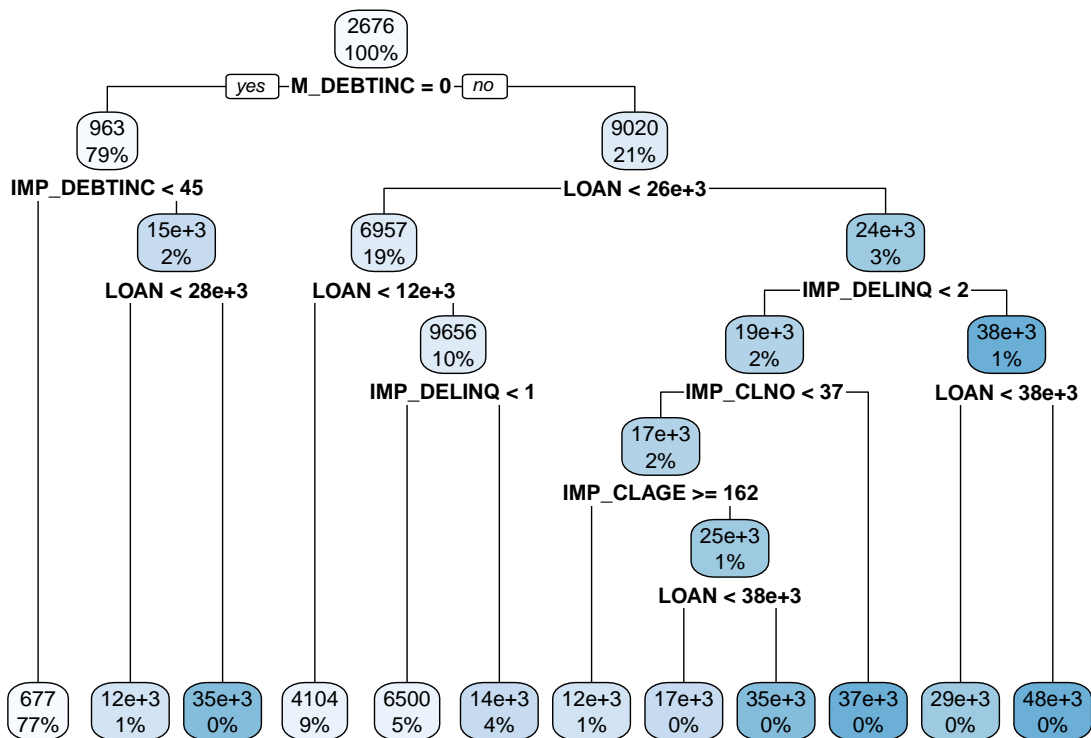 2676
100%
yes M_DEBTINC = 0 no
963
79%
9020
21%
IMP_DEBTINC < 45
LOAN < 26e+3
15e+3
2%
6957
19%
24e+3
3%
LOAN < 28e+3
LOAN < 12e+3
IMP_DELINQ < 2
9656
10%
19e+3
2%
38e+3
1%
IMP_DELINQ < 1
IMP_CLNO < 37
LOAN < 38e+3
17e+3
2%
IMP_CLAGE >= 162
25e+3
1%
LOAN < 38e+3
677
77%
12e+3
1%
35e+3
0%
4104
9%
6500
5%
14e+3
4%
12e+3
1%
17e+3
0%
35e+3
0%
37e+3
0%
29e+3
0%
48e+3
0%